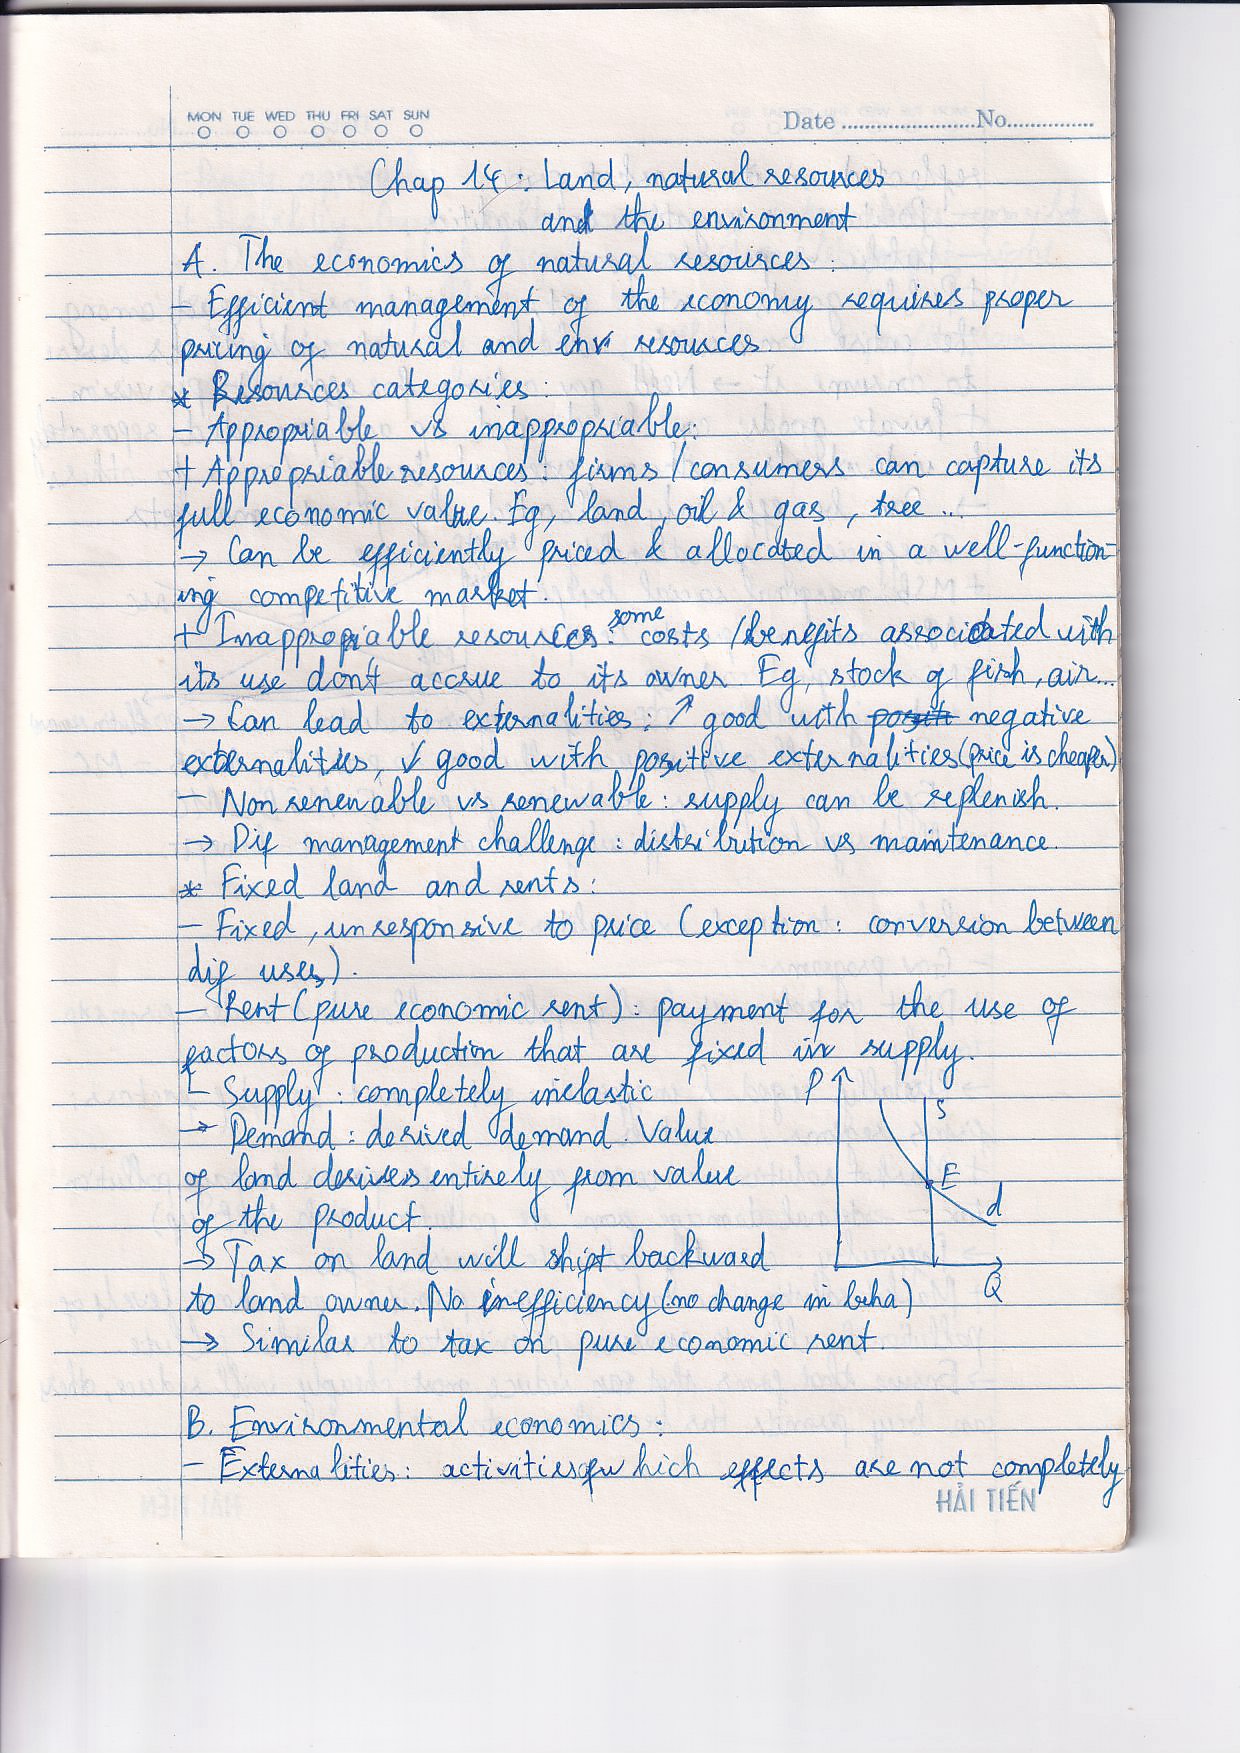 MON TUE WED THU FRI SAT SUN
Date ........................No...............
Chap 14 : Land, natural resources
and the environment
A. The economics of natural resources :
- Efficient management of the economy requires proper
pricing of natural and envi resources.
* Resources categories :
- Appropriable vs inappropriable:
+ Appropriable resources : firms / consumers can capture its
full economic value. Eg, land, oil & gas, tree ...
→ Can be efficiently priced & allocated in a well-function-
ing competitive market.
+ Inappropriable resources : some costs / benefits associated with
its use don't accrue to its owner. Eg, stock of fish, air...
→ Can lead to externalities : ↗ good with negative
externalities, ↙ good with positive externalities (price is cheaper)
- Non renewable vs renewable : supply can be replenish.
→ Dif management challenge : distribution vs maintenance.
* Fixed land and rents :
- Fixed, unresponsive to price (exception : conversion between
dif uses).
- Rent (pure economic rent) : payment for the use of
factors of production that are fixed in supply.
- Supply : completely inelastic
→ Demand : derived demand. Value
of land derives entirely from value
of the product.
→ Tax on land will shift backward
to land owner. No inefficiency (no change in beha)
→ Similar to tax on pure economic rent.
P
S
E
d
Q
B. Environmental economics :
- Externalities : activities of which effects are not completely
HẢI TIẾN